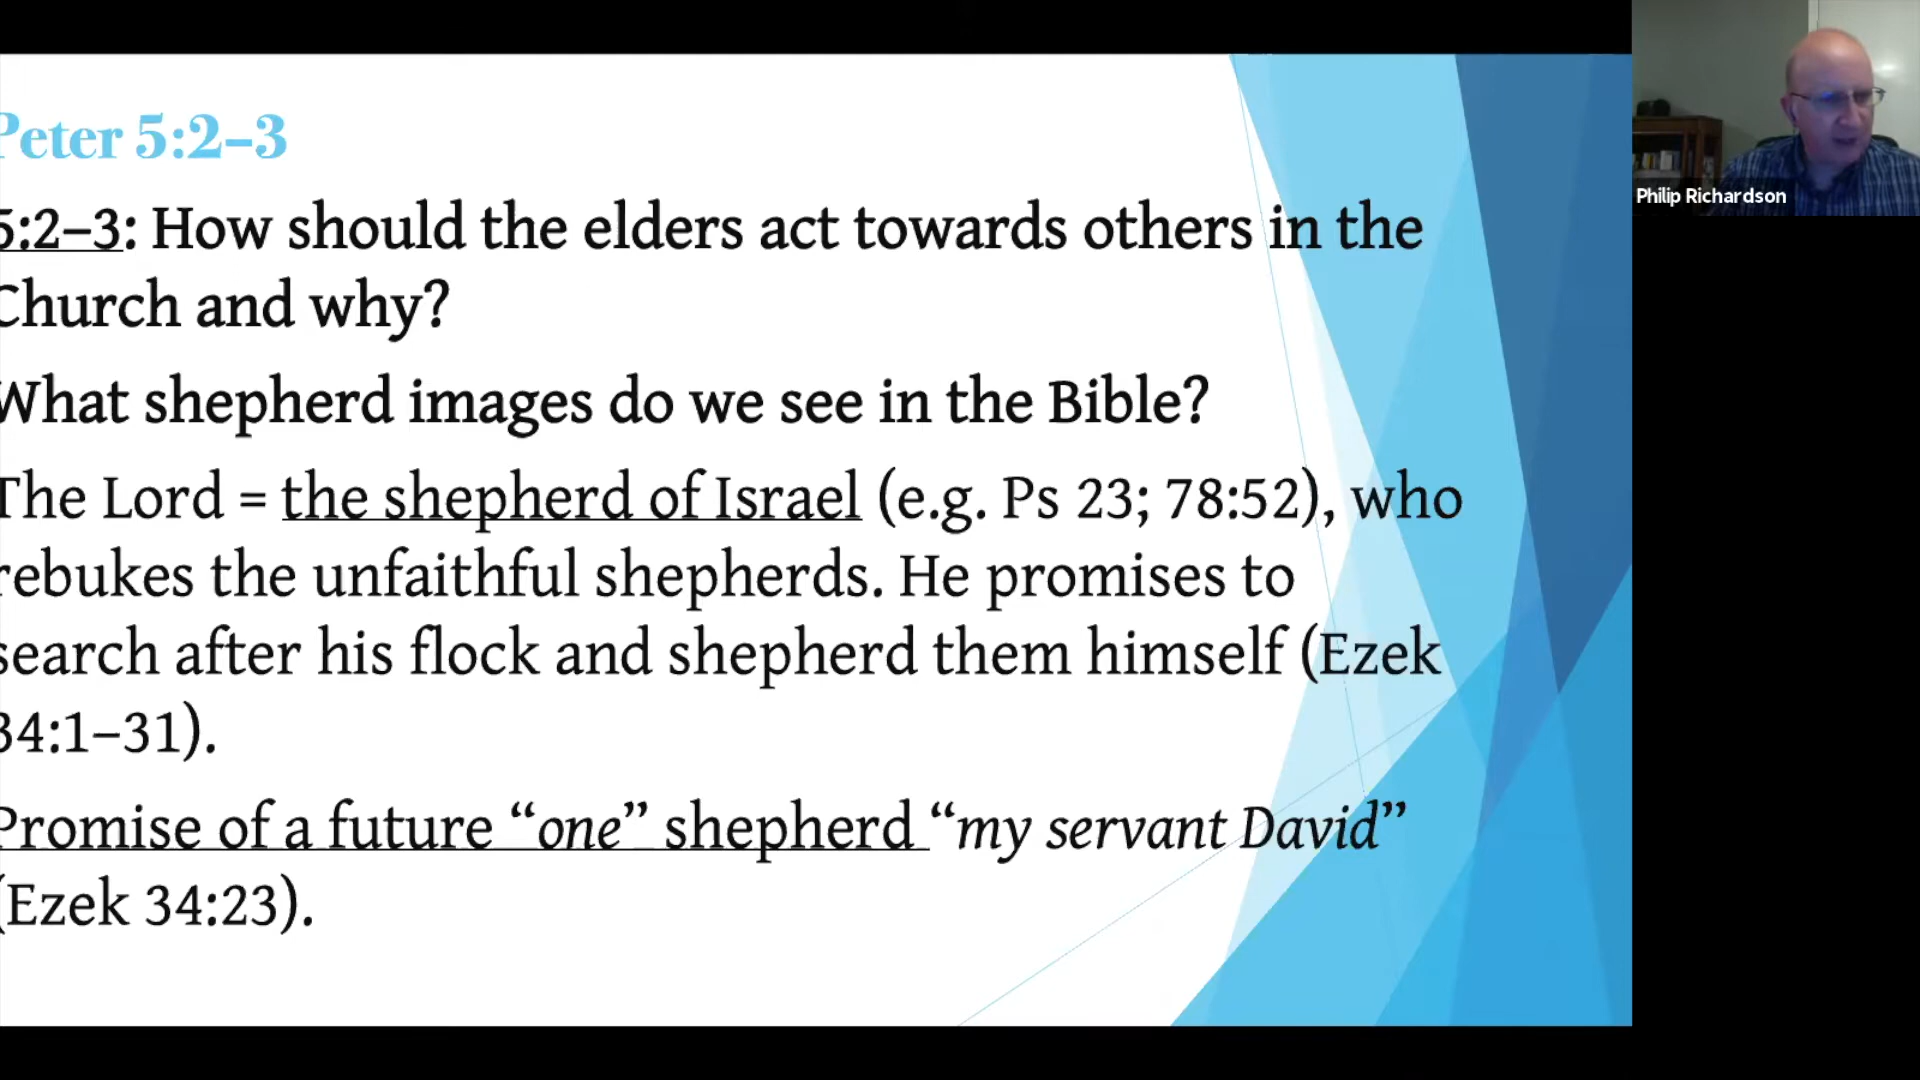 Peter 5:2–3
5:2–3: How should the elders act towards others in the
Church and why?
What shepherd images do we see in the Bible?
The Lord = the shepherd of Israel (e.g. Ps 23; 78:52), who
rebukes the unfaithful shepherds. He promises to
search after his flock and shepherd them himself (Ezek
34:1–31).
Promise of a future “one” shepherd “my servant David”
(Ezek 34:23).
Philip Richardson